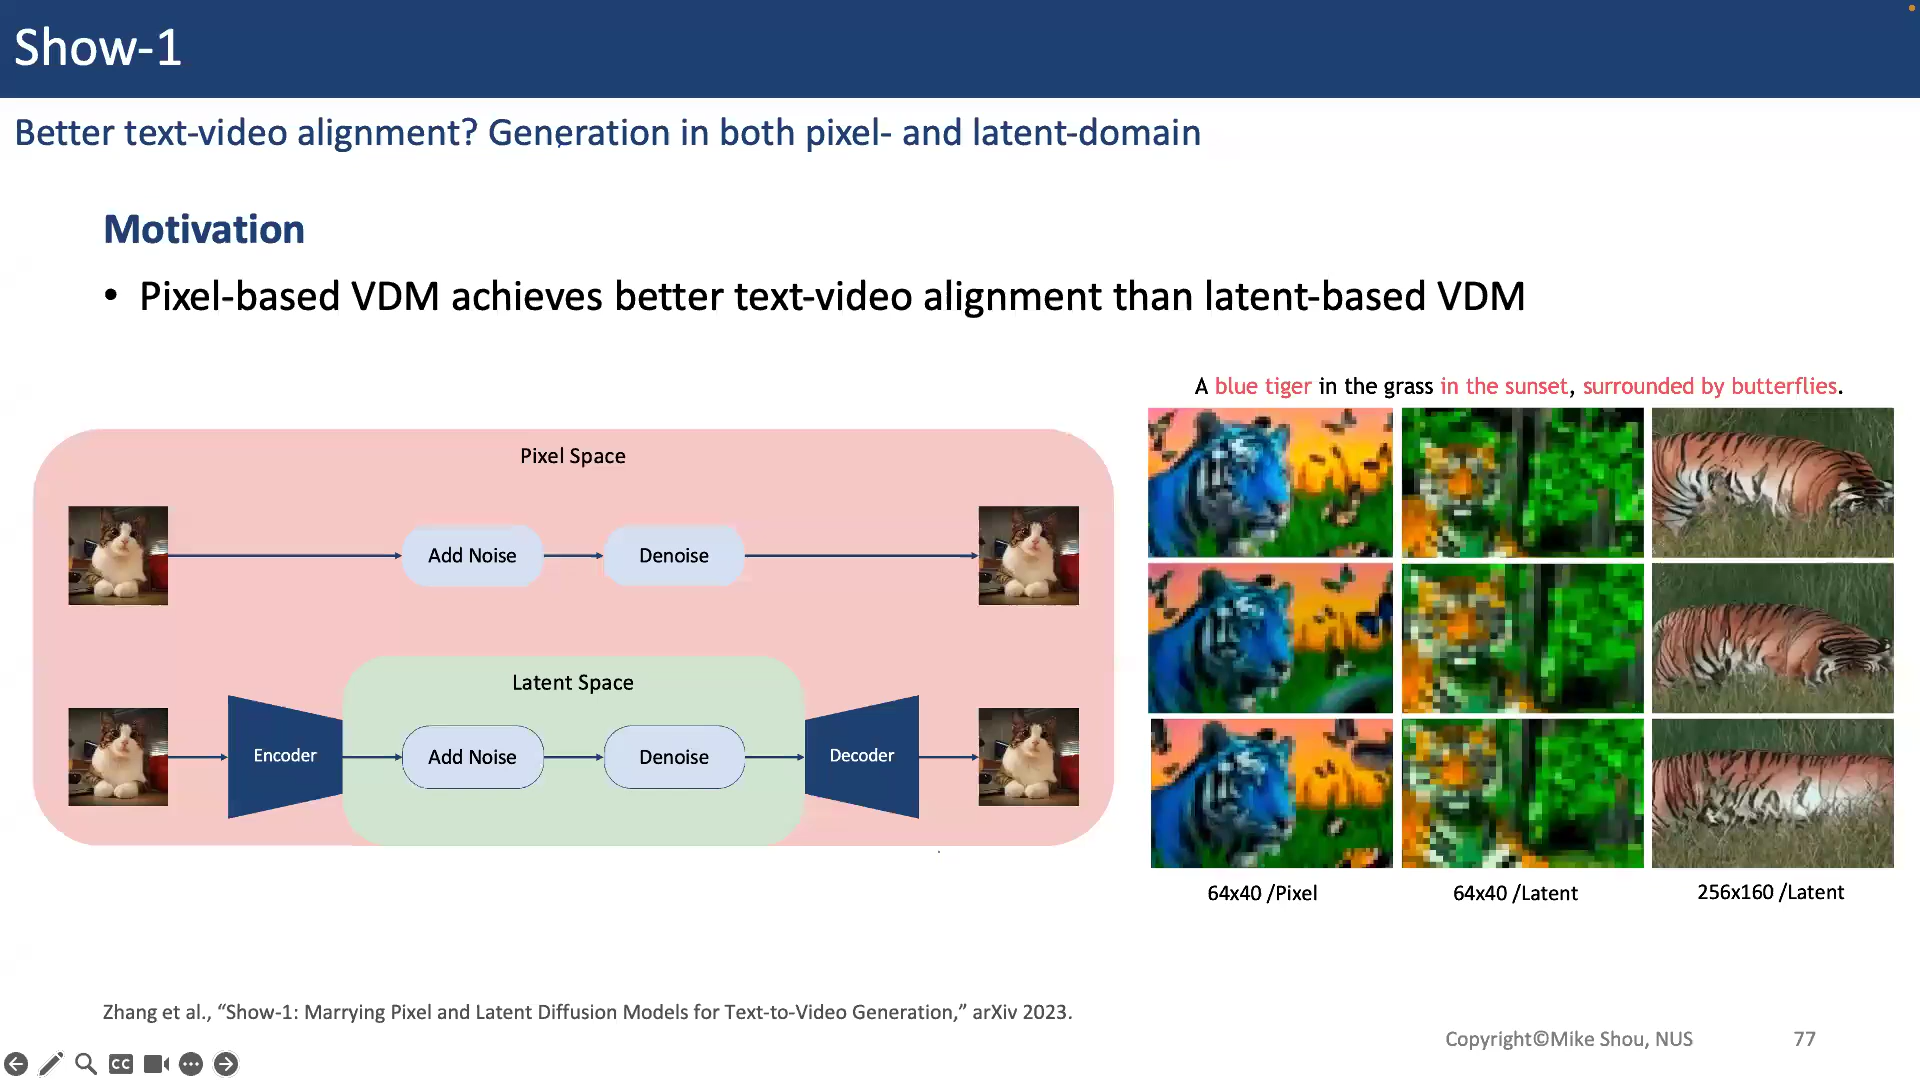 Show-1
Better text-video alignment? Generation in both pixel- and latent-domain
Motivation
• Pixel-based VDM achieves better text-video alignment than latent-based VDM
A blue tiger in the grass in the sunset, surrounded by butterflies.
Pixel Space
Add Noise
Denoise
Latent Space
Encoder
Add Noise
Denoise
Decoder
64x40 /Pixel
64x40 /Latent
256x160 /Latent
Zhang et al., “Show-1: Marrying Pixel and Latent Diffusion Models for Text-to-Video Generation,” arXiv 2023.
Copyright©Mike Shou, NUS
77
CC